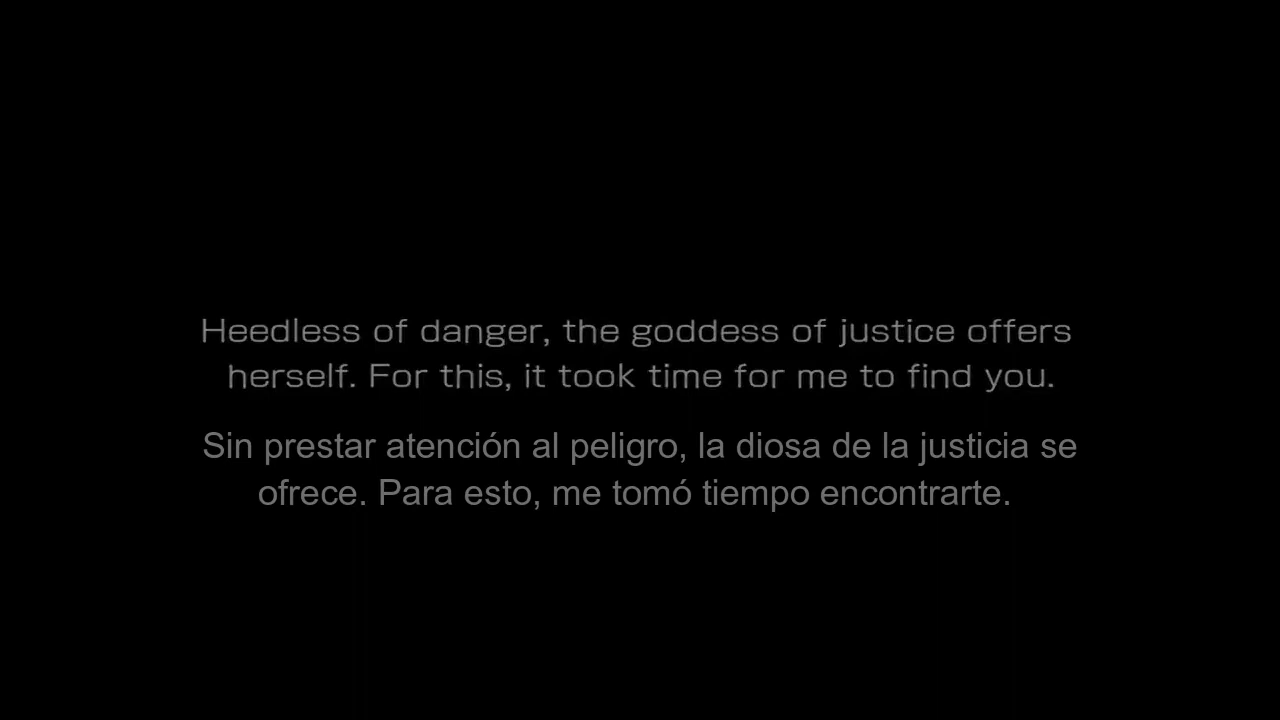 Heedless of danger, the goddess of justice offers
herself. For this, it took time for me to find you.
Sin prestar atención al peligro, la diosa de la justicia se
ofrece. Para esto, me tomó tiempo encontrarte.